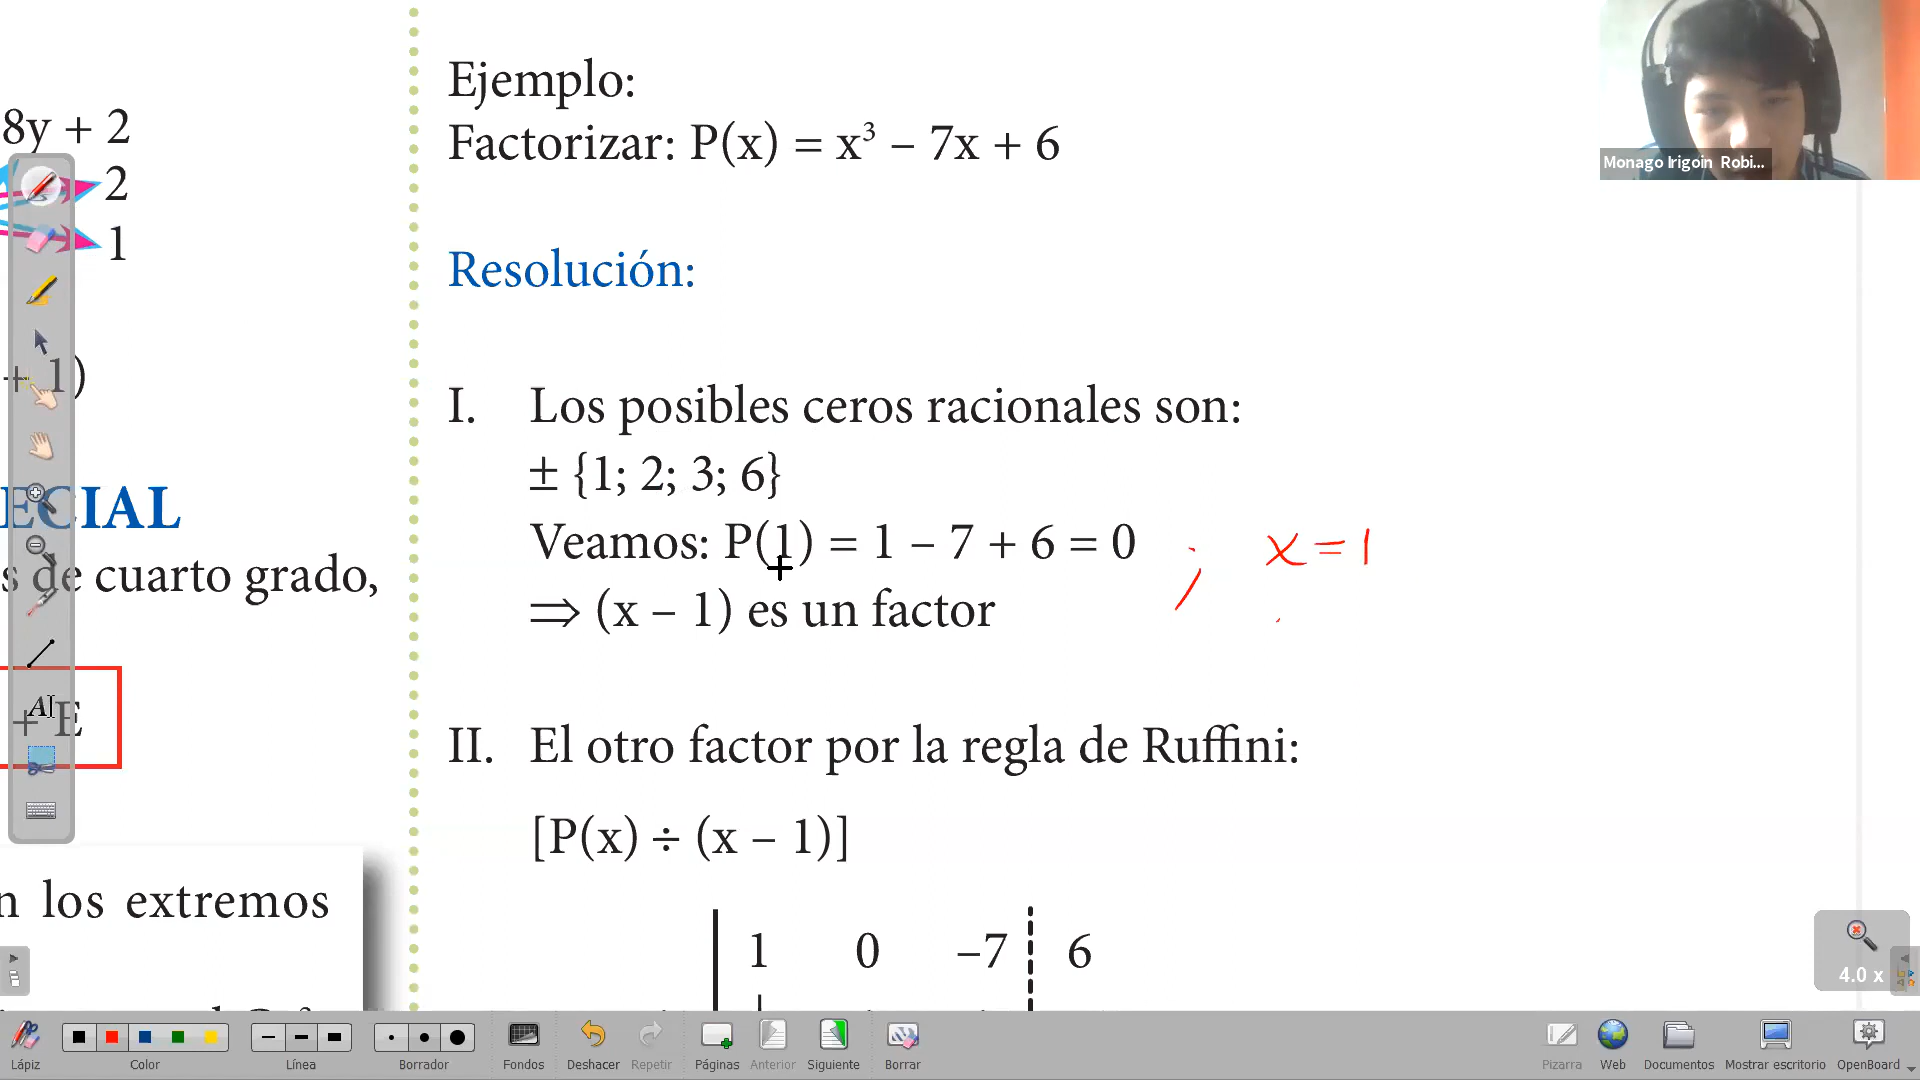 8y + 2
2
1
+ 1)
ECIAL
s de cuarto grado,
+ E
n los extremos
Ejemplo:
Factorizar: P(x) = x³ – 7x + 6
Resolución:
I. Los posibles ceros racionales son:
± {1; 2; 3; 6}
Veamos: P(1) = 1 – 7 + 6 = 0 ; x = 1
⇒ (x – 1) es un factor
II. El otro factor por la regla de Ruffini:
[P(x) ÷ (x – 1)]
1 0 –7 6
Monago Irigoin Robi...
4.0 x
Lápiz Color Línea Borrador Fondos Deshacer Repetir Páginas Anterior Siguiente Borrar Pizarra Web Documentos Mostrar escritorio OpenBoard